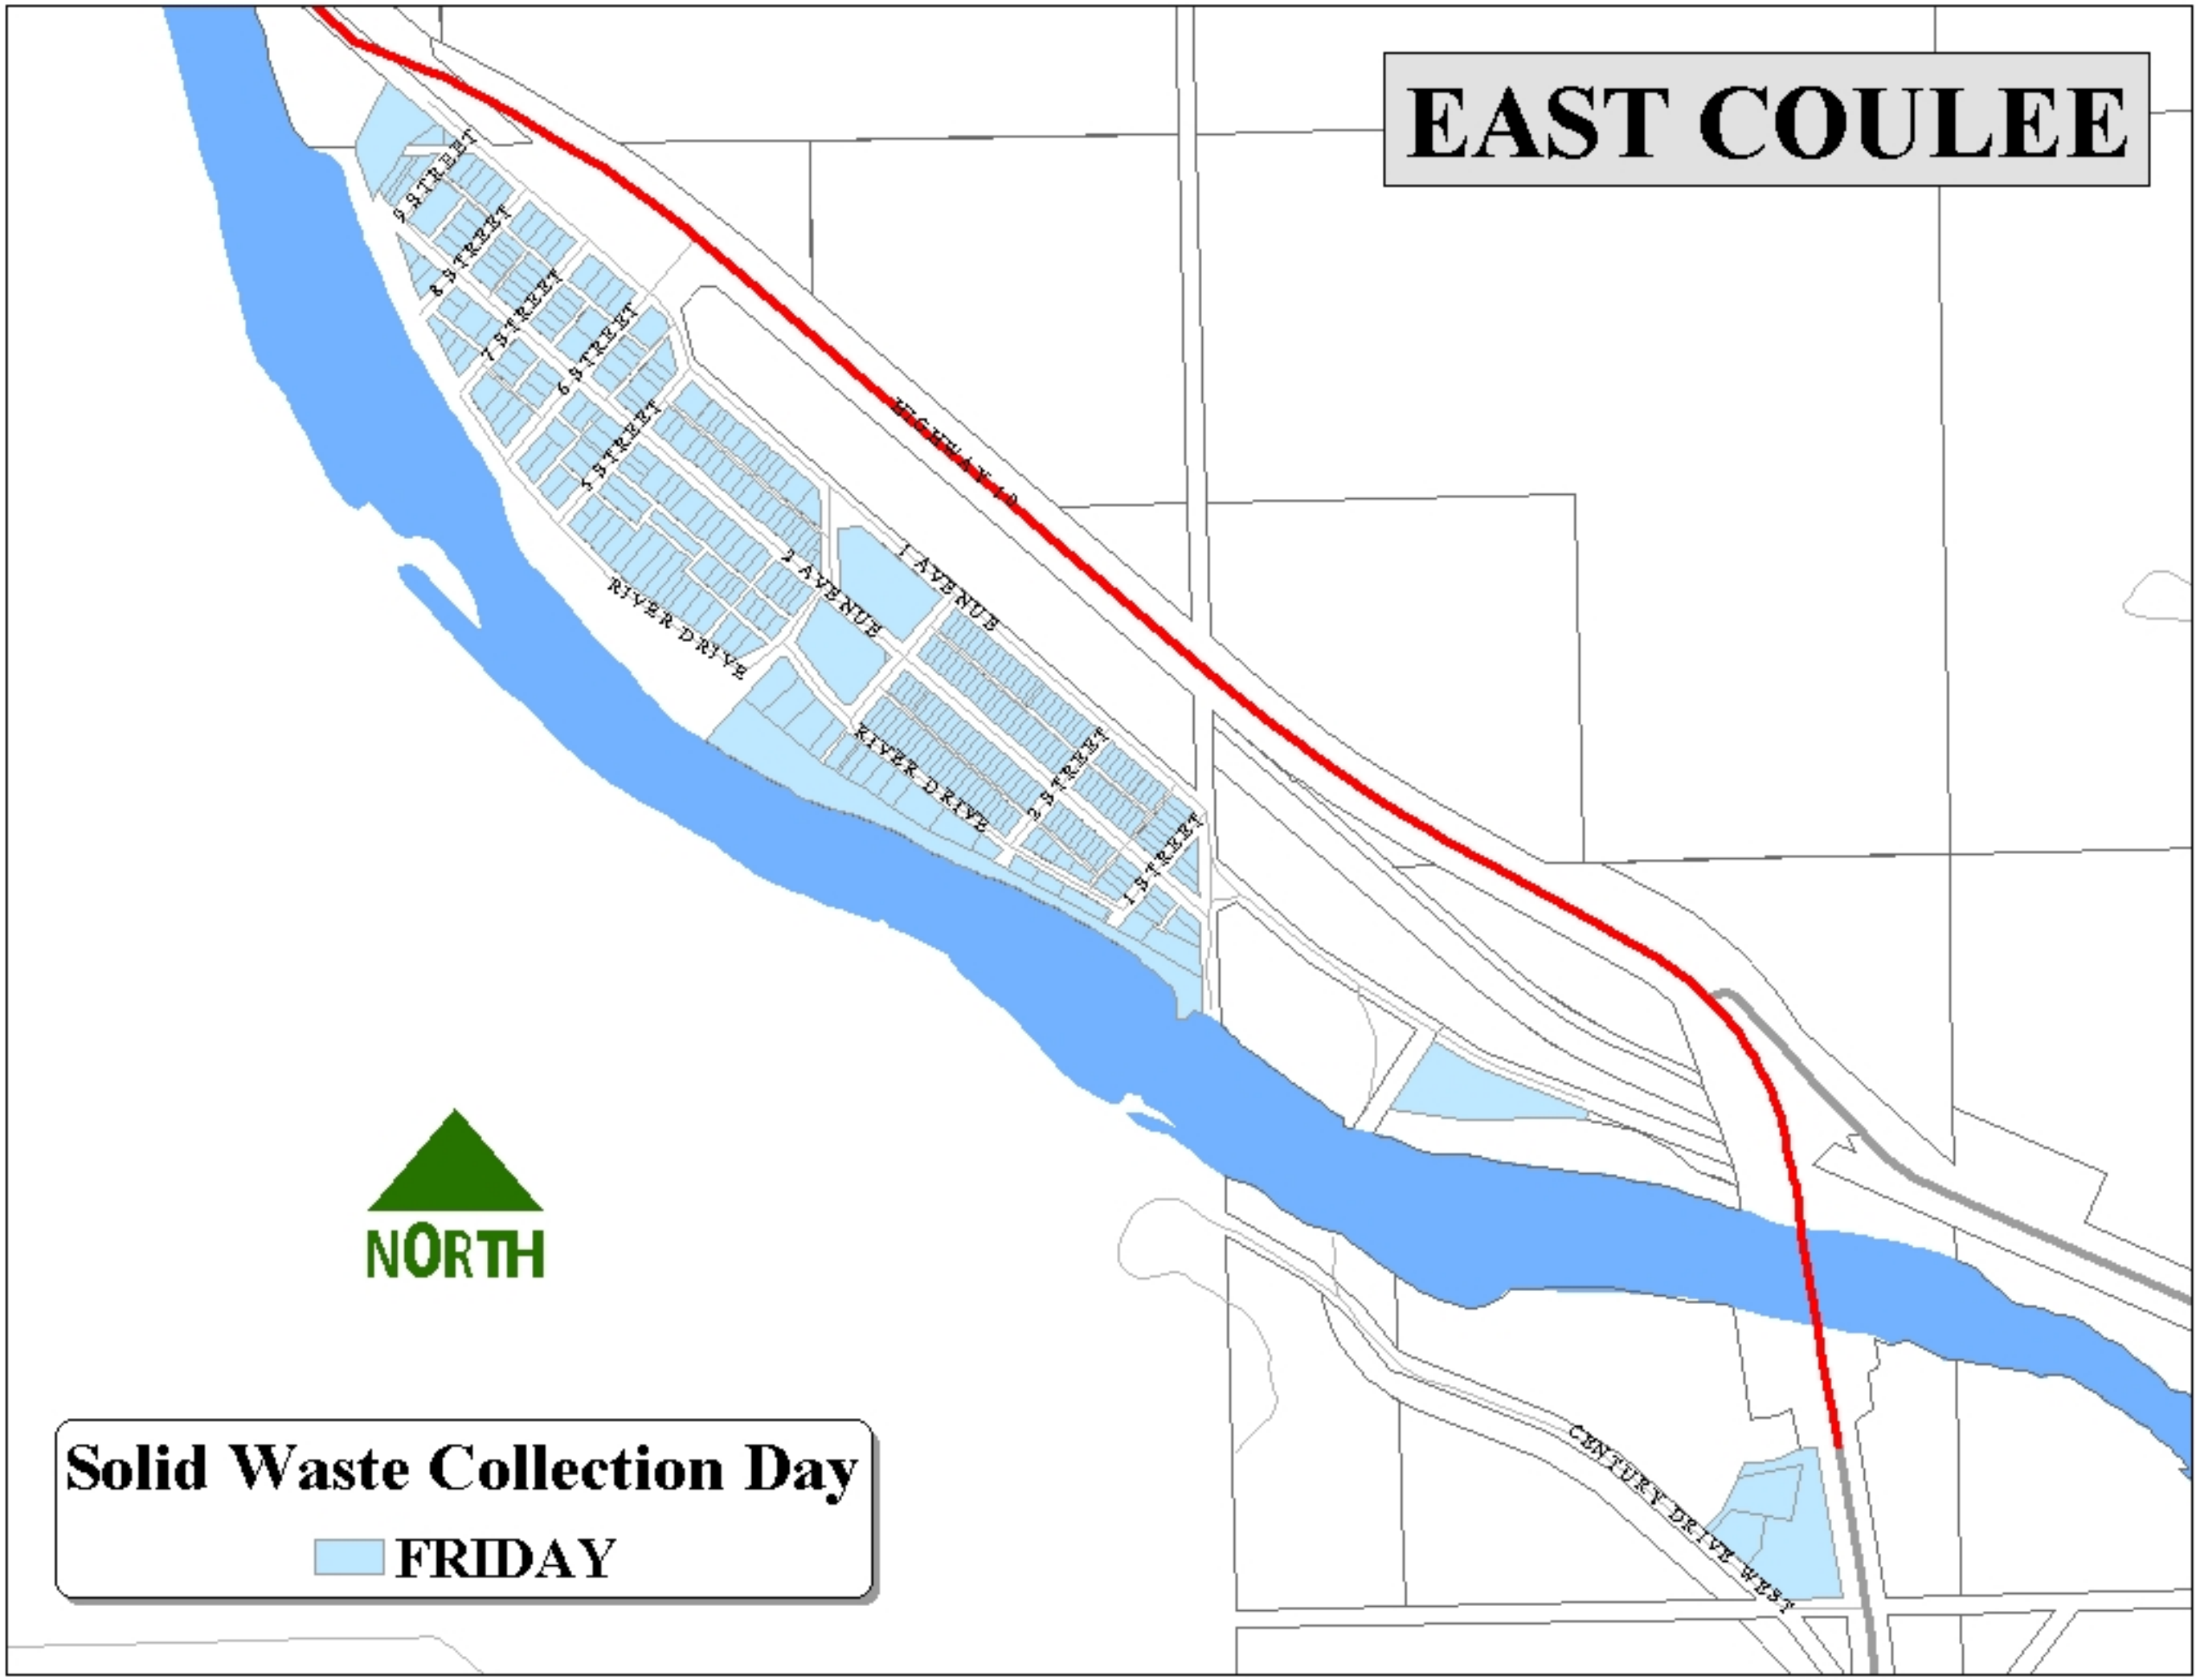 EAST COULEE
9 STREET
8 STREET
7 STREET
6 STREET
5 STREET
HIGHWAY 10
1 AVENUE
2 AVENUE
RIVER DRIVE
RIVER DRIVE
2 STREET
1 STREET
NORTH
CENTURY DRIVE WEST
Solid Waste Collection Day
FRIDAY